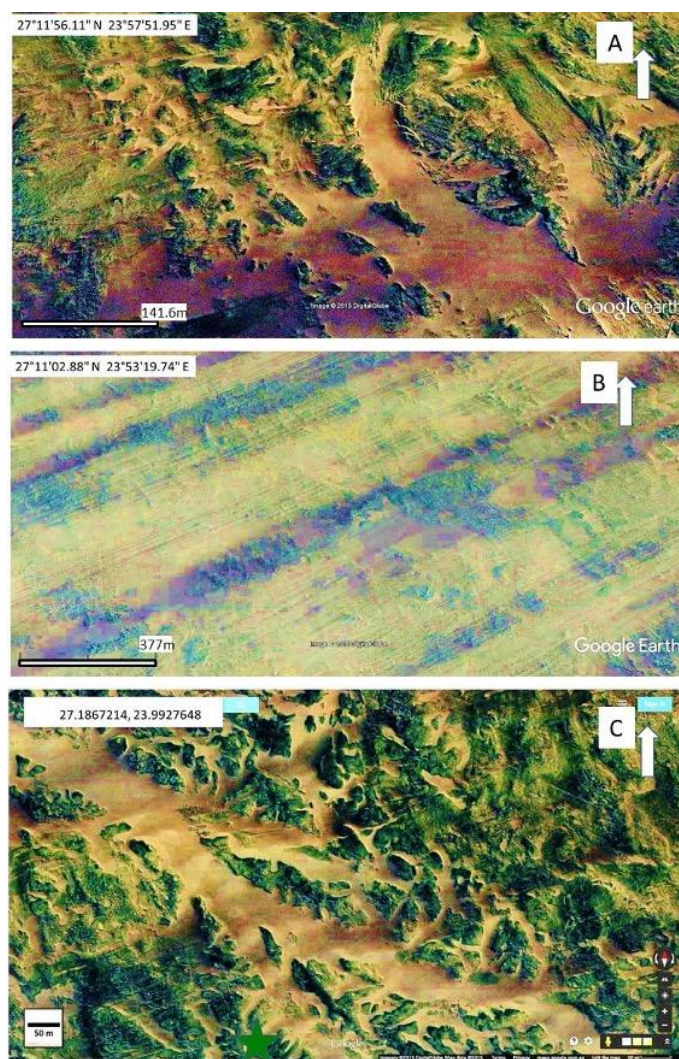 27°11'56.11" N 23°57'51.95" E
A
141.6m
Image © 2015 DigitalGlobe
Google earth
27°11'02.88" N 23°53'19.74" E
B
377m
Google Earth
27.1867214, 23.9927648
C
50 m
Google